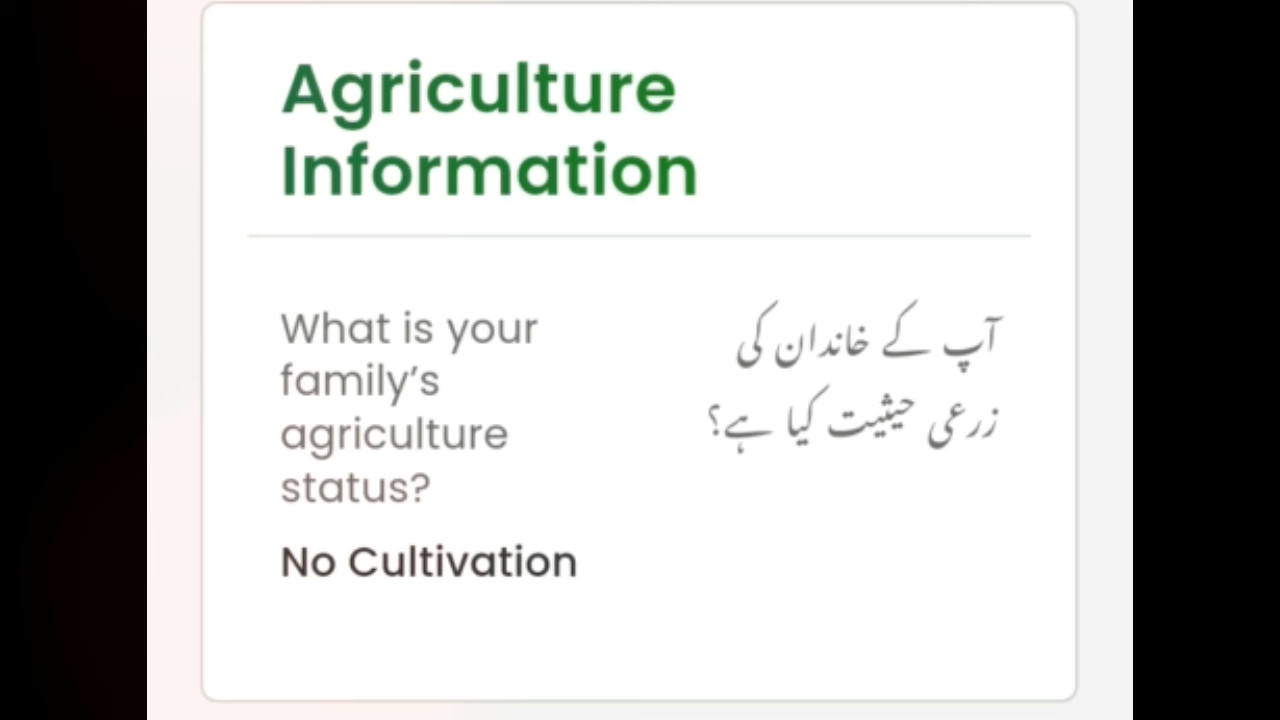 Agriculture
Information
What is your
family’s
agriculture
status?
آپ کے خاندان کی
زرعی حیثیت کیا ہے؟
No Cultivation